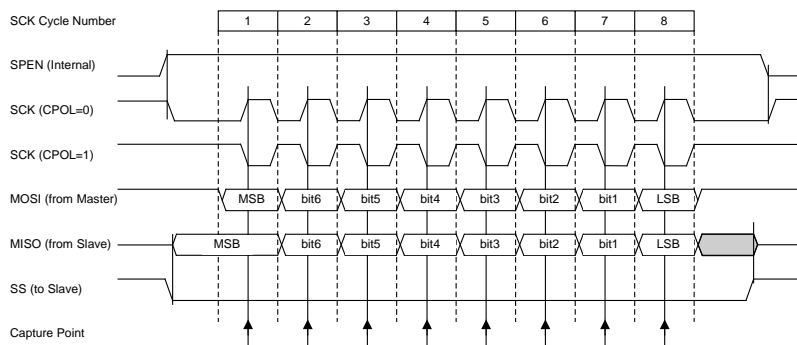 SCK Cycle Number 1 2 3 4 5 6 7 8
SPEN (Internal)
SCK (CPOL=0)
SCK (CPOL=1)
MOSI (from Master) MSB bit6 bit5 bit4 bit3 bit2 bit1 LSB
MISO (from Slave) MSB bit6 bit5 bit4 bit3 bit2 bit1 LSB
SS (to Slave)
Capture Point